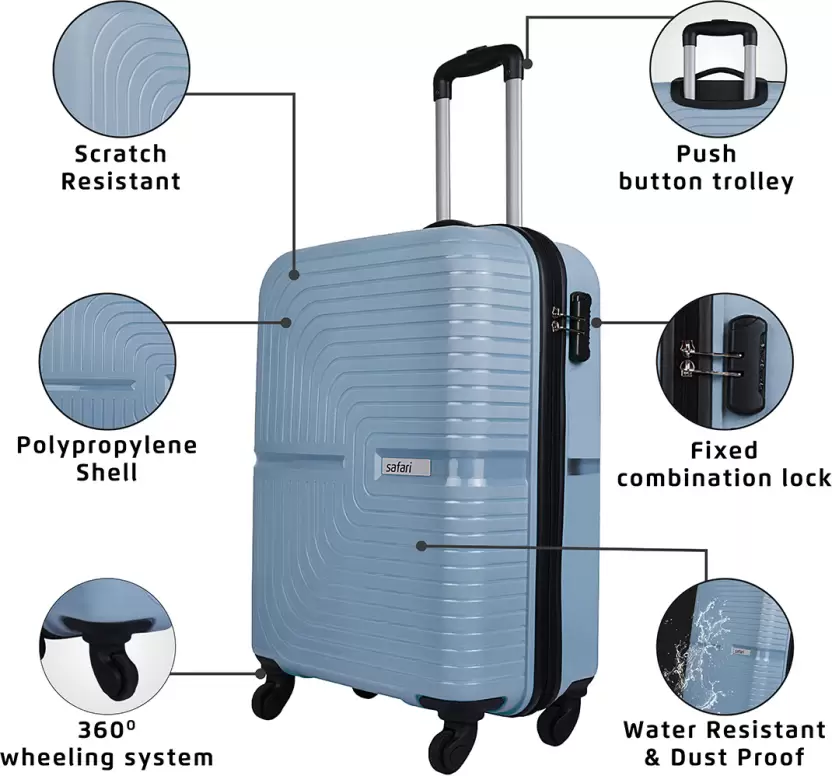 Scratch
Resistant
Push
button trolley
Polypropylene
Shell
Fixed
combination lock
safari
360⁰
wheeling system
Water Resistant
& Dust Proof